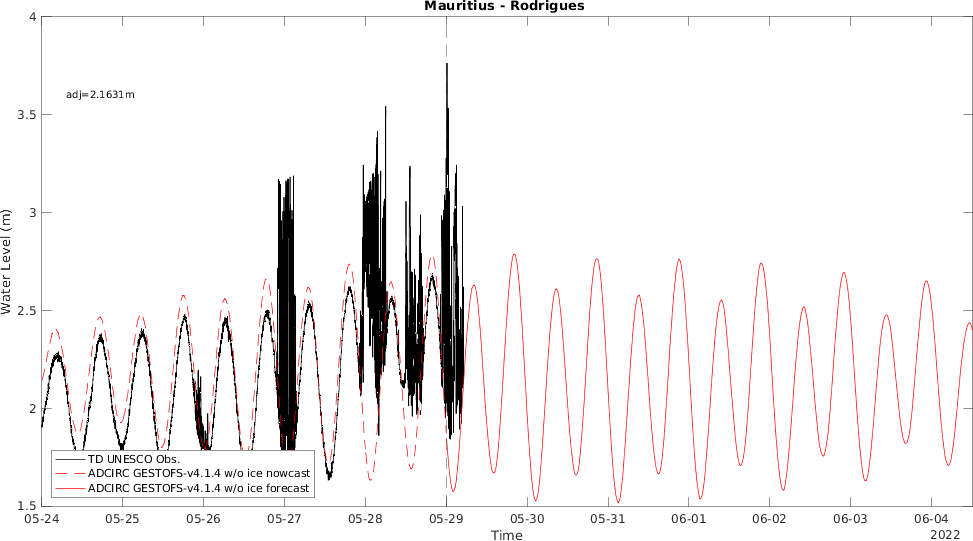 Mauritius - Rodrigues
4
adj=2.1631m
3.5
3
Water Level (m)
2.5
2
TD UNESCO Obs.
ADCIRC GESTOFS-v4.1.4 w/o ice nowcast
ADCIRC GESTOFS-v4.1.4 w/o ice forecast
1.5
05-24 05-25 05-26 05-27 05-28 05-29 05-30 05-31 06-01 06-02 06-03 06-04
Time
2022